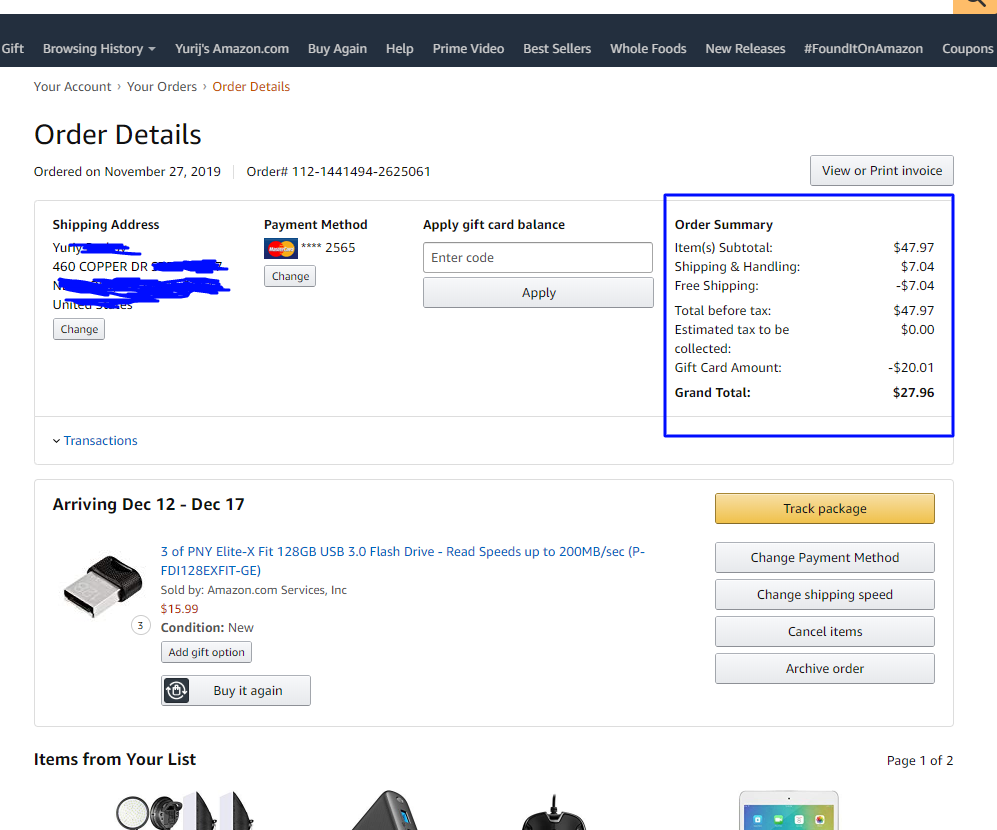 Gift Browsing History Yurij's Amazon.com Buy Again Help Prime Video Best Sellers Whole Foods New Releases #FoundItOnAmazon Coupons
Your Account › Your Orders › Order Details
Order Details
Ordered on November 27, 2019 Order# 112-1441494-2625061
View or Print invoice
Shipping Address
460 COPPER DR
United States
Change
Payment Method
MasterCard **** 2565
Change
Apply gift card balance
Enter code
Apply
Order Summary
Item(s) Subtotal: $47.97
Shipping & Handling: $7.04
Free Shipping: -$7.04
Total before tax: $47.97
Estimated tax to be $0.00
collected:
Gift Card Amount: -$20.01
Grand Total: $27.96
Transactions
Arriving Dec 12 - Dec 17
3 of PNY Elite-X Fit 128GB USB 3.0 Flash Drive - Read Speeds up to 200MB/sec (P-
FDI128EXFIT-GE)
Sold by: Amazon.com Services, Inc
$15.99
3
Condition: New
Add gift option
Buy it again
Track package
Change Payment Method
Change shipping speed
Cancel items
Archive order
Items from Your List
Page 1 of 2